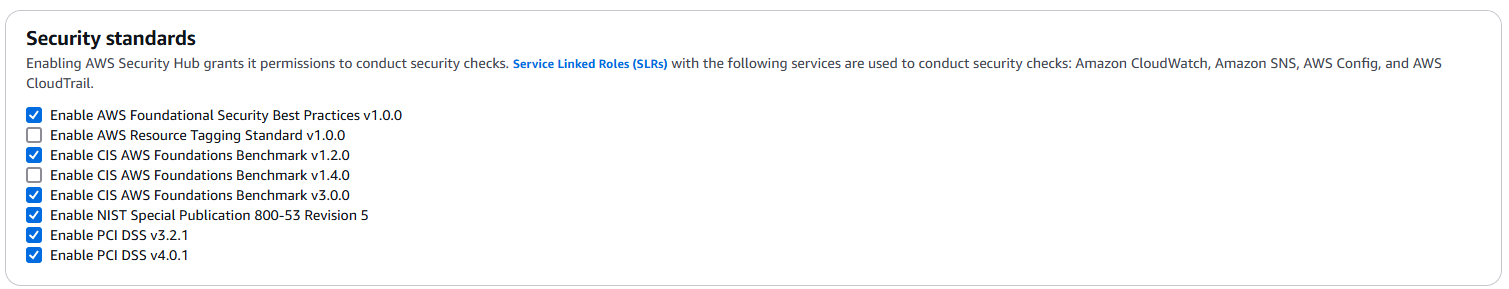 Security standards
Enabling AWS Security Hub grants it permissions to conduct security checks. Service Linked Roles (SLRs) with the following services are used to conduct security checks: Amazon CloudWatch, Amazon SNS, AWS Config, and AWS
CloudTrail.
Enable AWS Foundational Security Best Practices v1.0.0
Enable AWS Resource Tagging Standard v1.0.0
Enable CIS AWS Foundations Benchmark v1.2.0
Enable CIS AWS Foundations Benchmark v1.4.0
Enable CIS AWS Foundations Benchmark v3.0.0
Enable NIST Special Publication 800-53 Revision 5
Enable PCI DSS v3.2.1
Enable PCI DSS v4.0.1